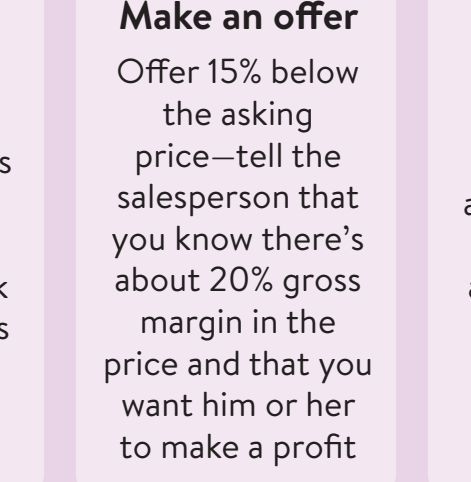 Make an offer
Offer 15% below
the asking
price—tell the
salesperson that
you know there’s
about 20% gross
margin in the
price and that you
want him or her
to make a profit